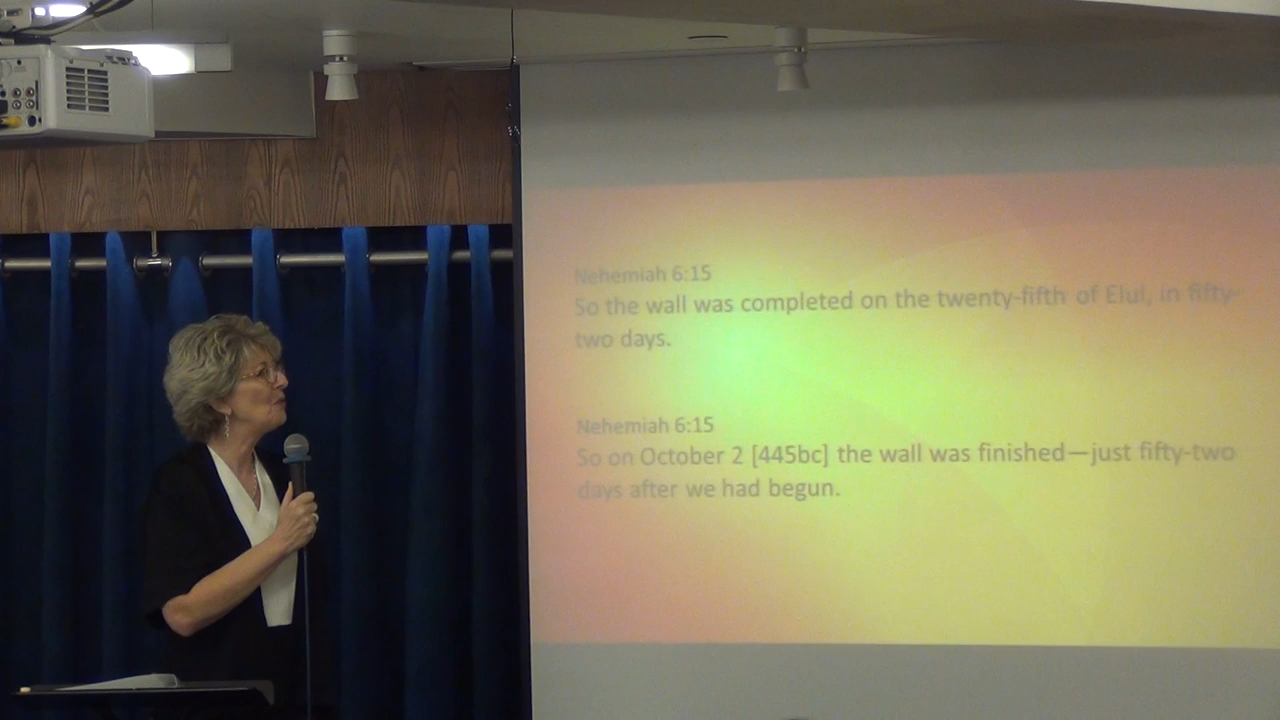 Nehemiah 6:15
So the wall was completed on the twenty-fifth of Elul, in fifty-
two days.
Nehemiah 6:15
So on October 2 [445bc] the wall was finished—just fifty-two
days after we had begun.